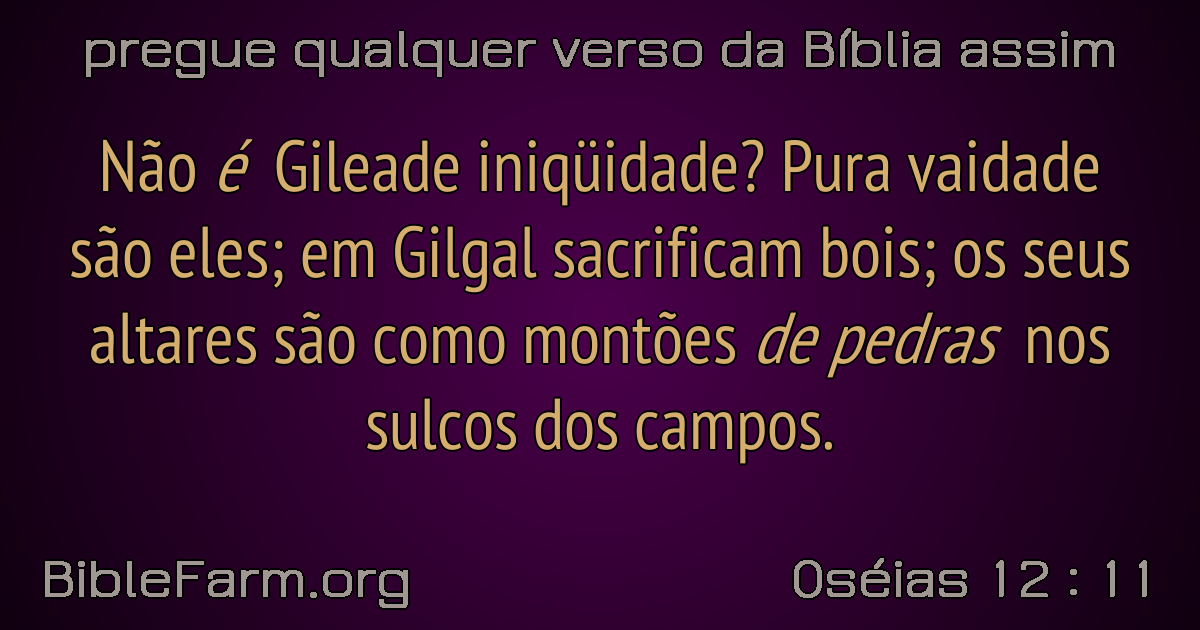 pregue qualquer verso da Bíblia assim
Não é Gileade iniqüidade? Pura vaidade
são eles; em Gilgal sacrificam bois; os seus
altares são como montões de pedras nos
sulcos dos campos.
BibleFarm.org
Oséias 12 : 11